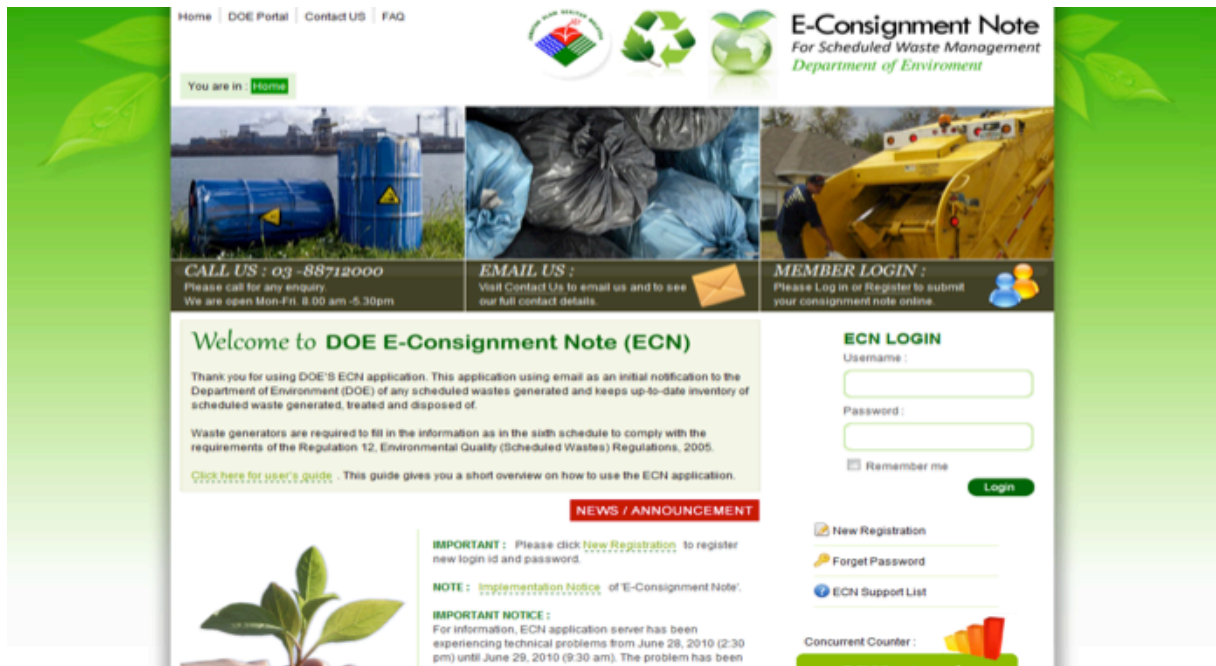 Home DOE Portal Contact US FAQ
E-Consignment Note
For Scheduled Waste Management
Department of Enviroment
You are in : Home
CALL US : 03 -88712000
Please call for any enquiry.
We are open Mon-Fri. 8.00 am -5.30pm
EMAIL US :
Visit Contact Us to email us and to see
our full contact details.
MEMBER LOGIN :
Please Log in or Register to submit
your consignment note online.
Welcome to DOE E-Consignment Note (ECN)
Thank you for using DOE'S ECN application. This application using email as an initial notification to the
Department of Environment (DOE) of any scheduled wastes generated and keeps up-to-date inventory of
scheduled waste generated, treated and disposed of.
Waste generators are required to fill in the information as in the sixth schedule to comply with the
requirements of the Regulation 12, Environmental Quality (Scheduled Wastes) Regulations, 2005.
Click here for user's guide . This guide gives you a short overview on how to use the ECN applicatiion.
ECN LOGIN
Username :
Password :
Remember me
Login
NEWS / ANNOUNCEMENT
IMPORTANT : Please click New Registration to register
new login id and password.
NOTE : Implementation Notice of 'E-Consignment Note'.
IMPORTANT NOTICE :
For information, ECN application server has been
experiencing technical problems from June 28, 2010 (2:30
pm) until June 29, 2010 (9:30 am). The problem has been
New Registration
Forget Password
ECN Support List
Concurrent Counter :